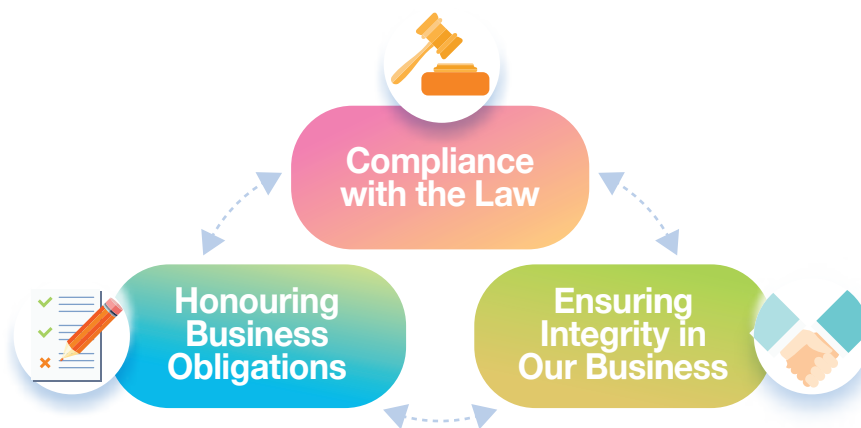 Compliance
with the Law
Honouring
Business
Obligations
Ensuring
Integrity in
Our Business